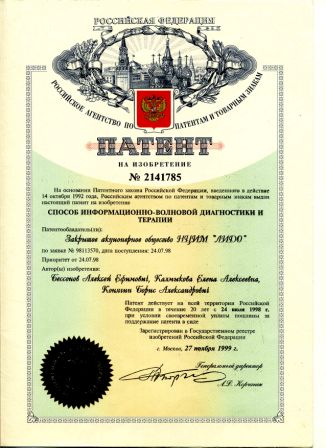 РОССИЙСКАЯ ФЕДЕРАЦИЯ
РОССИЙСКОЕ АГЕНТСТВО ПО ПАТЕНТАМ И ТОВАРНЫМ ЗНАКАМ
ПАТЕНТ
НА ИЗОБРЕТЕНИЕ
№ 2141785
На основании Патентного закона Российской Федерации, введенного в действие
14 октября 1992 года, Российским агентством по патентам и товарным знакам выдан
настоящий патент на изобретение
СПОСОБ ИНФОРМАЦИОННО-ВОЛНОВОЙ ДИАГНОСТИКИ И
ТЕРАПИИ
Патентообладатель(ли):
Закрытое акционерное общество
по заявке № 98113570, дата поступления: 24.07.98
Приоритет от 24.07.98
Автор(ы) изобретения:
Бессонов Алексей Ефимович, Калмыкова Елена Алексеевна,
Борис Александрович
Патент действует на всей территории Российской
Федерации в течение 20 лет с 24 июля 1998 г.
при условии своевременной уплаты пошлины за
поддержание патента в силе
Зарегистрирован в Государственном реестре
изобретений Российской Федерации
г. Москва, 27 ноября 1999 г.
Генеральный директор
А.Д. Корчагин